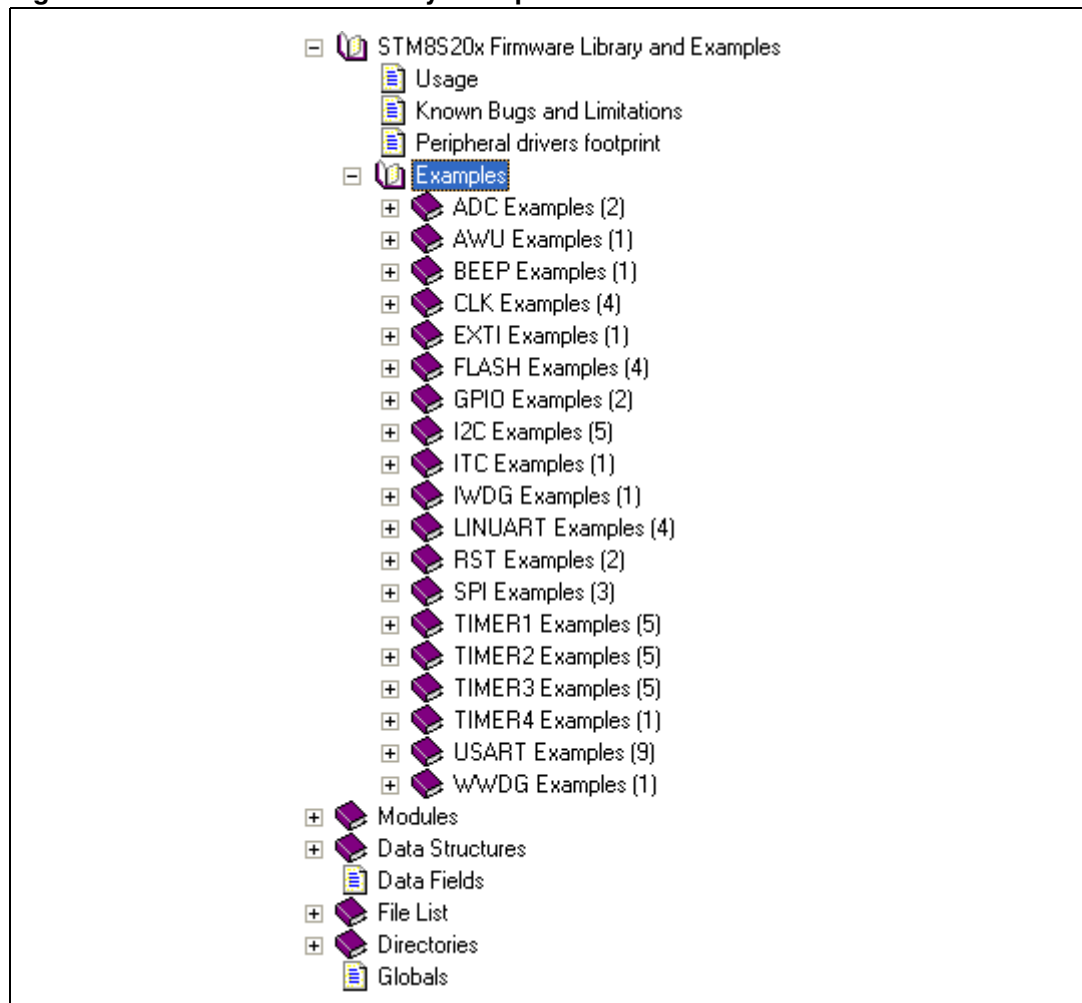 STM8S20x Firmware Library and Examples
Usage
Known Bugs and Limitations
Peripheral drivers footprint
Examples
ADC Examples (2)
AWU Examples (1)
BEEP Examples (1)
CLK Examples (4)
EXTI Examples (1)
FLASH Examples (4)
GPIO Examples (2)
I2C Examples (5)
ITC Examples (1)
IWDG Examples (1)
LINUART Examples (4)
RST Examples (2)
SPI Examples (3)
TIMER1 Examples (5)
TIMER2 Examples (5)
TIMER3 Examples (5)
TIMER4 Examples (1)
USART Examples (9)
WWDG Examples (1)
Modules
Data Structures
Data Fields
File List
Directories
Globals